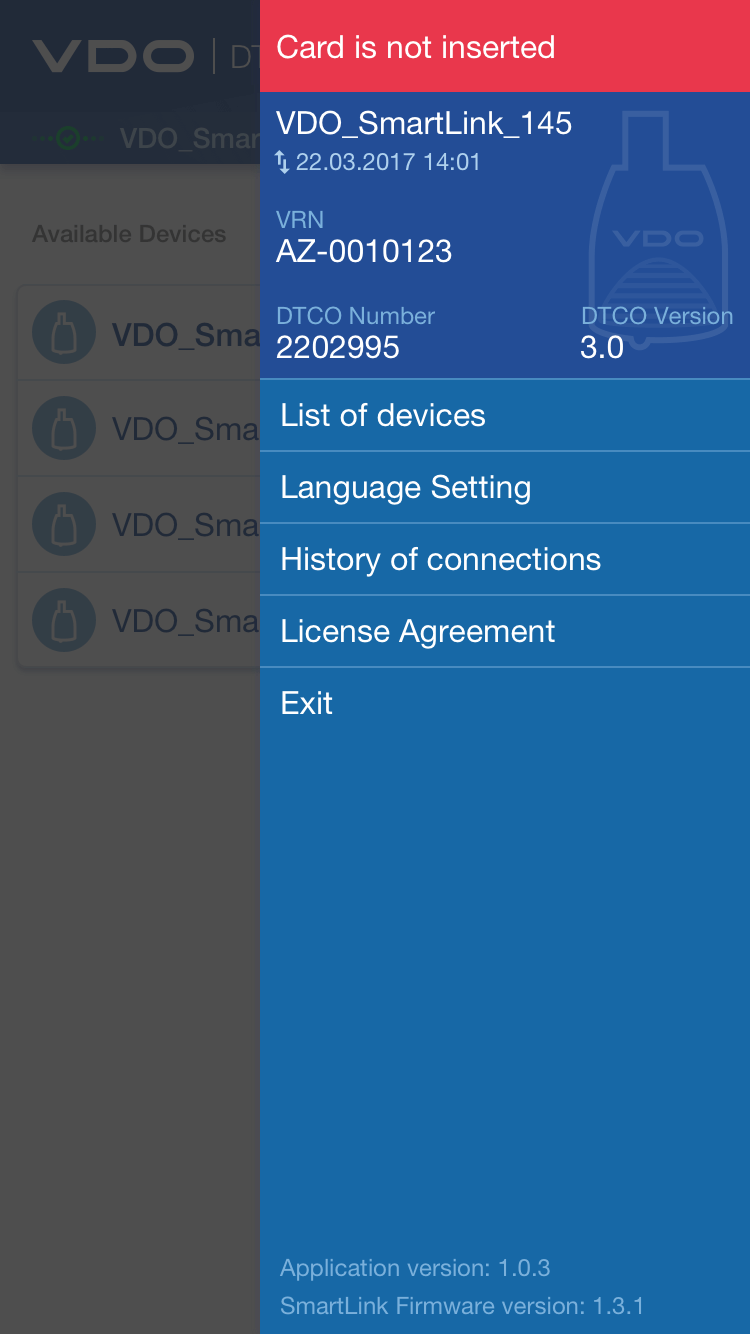 VDO | DT
VDO_Smar
Available Devices
VDO_Sma
VDO_Sma
VDO_Sma
VDO_Sma
Card is not inserted
VDO_SmartLink_145
22.03.2017 14:01
VDO
VRN
AZ-0010123
DTCO Number DTCO Version
2202995 3.0
List of devices
Language Setting
History of connections
License Agreement
Exit
Application version: 1.0.3
SmartLink Firmware version: 1.3.1